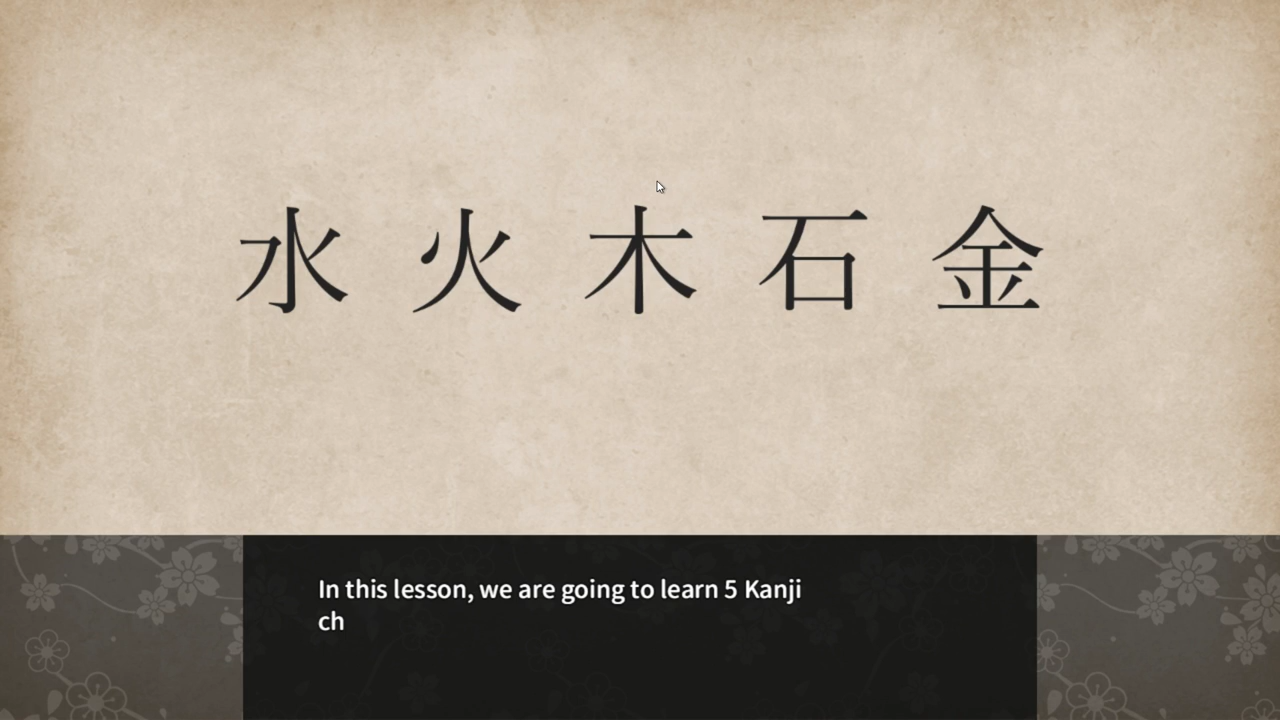 水 火 木 石 金
In this lesson, we are going to learn 5 Kanji
ch